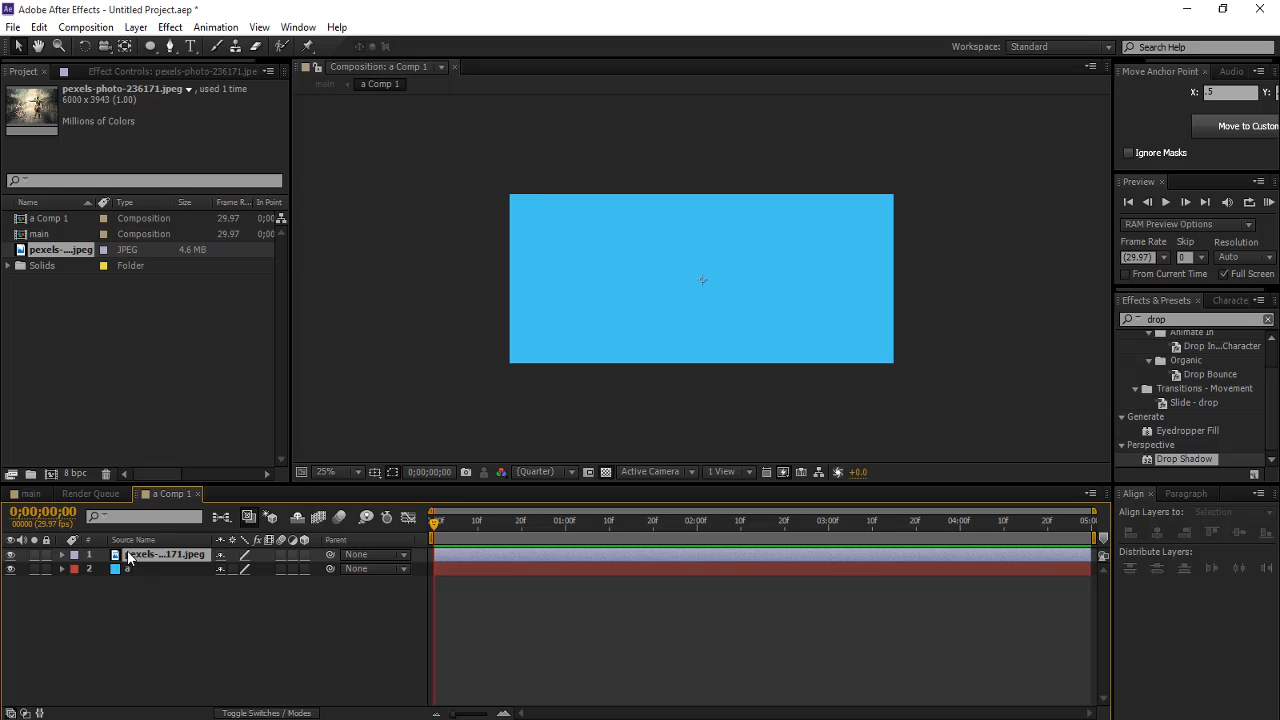 Adobe After Effects - Untitled Project.aep *
File Edit Composition Layer Effect Animation View Window Help
Workspace: Standard Search Help
Project Effect Controls: pexels-photo-236171.jpe
Composition: a Comp 1
main a Comp 1
pexels-photo-236171.jpeg , used 1 time
6000 x 3943 (1.00)
Millions of Colors
Name Type Size Frame R... In Point
a Comp 1 Composition 29.97 0;00
main Composition 29.97 0;00
pexels-...jpeg JPEG 4.6 MB
Solids Folder
8 bpc
25% 0;00;00;00 (Quarter) Active Camera 1 View +0.0
Move Anchor Point Audio
X: .5 Y:
Move to Custom
Ignore Masks
Preview
RAM Preview Options
Frame Rate Skip Resolution
(29.97) 0 Auto
From Current Time Full Screen
Effects & Presets Characte
drop
Animate In
Drop In...Character
Organic
Drop Bounce
Transitions - Movement
Slide - drop
Generate
Eyedropper Fill
Perspective
Drop Shadow
main Render Queue a Comp 1
0;00;00;00
00000 (29.97 fps)
# Source Name Parent
1 pexels-...171.jpeg None
2 a None
:00f 10f 20f 01:00f 10f 20f 02:00f 10f 20f 03:00f 10f 20f 04:00f 10f 20f 05:0
Toggle Switches / Modes
Align Paragraph
Align Layers to: Selection
Distribute Layers: